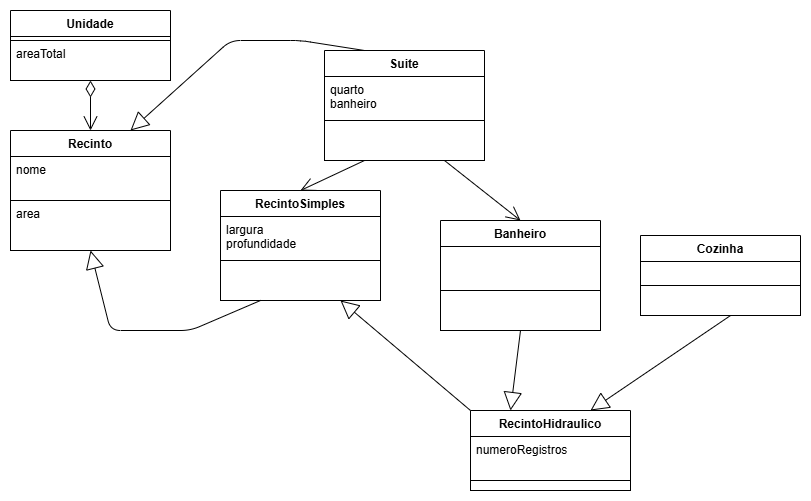 Unidade
areaTotal
Suite
quarto
banheiro
Recinto
nome
area
RecintoSimples
largura
profundidade
Banheiro
Cozinha
RecintoHidraulico
numeroRegistros